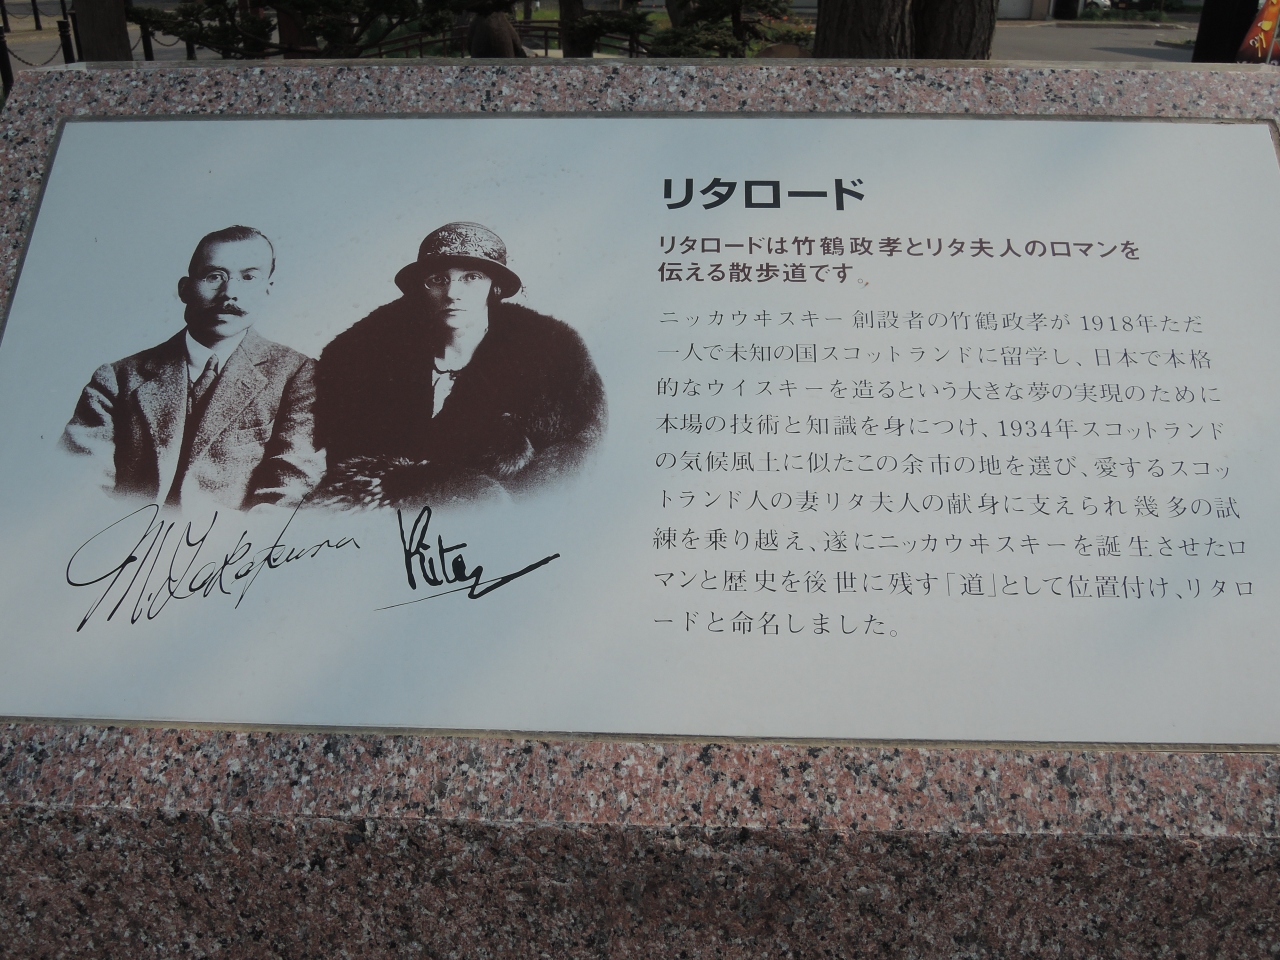 リタロード
リタロードは竹鶴政孝とリタ夫人のロマンを
伝える散歩道です。
ニッカウヰスキー創設者の竹鶴政孝が1918年ただ
一人で未知の国スコットランドに留学し、日本で本格
的なウイスキーを造るという大きな夢の実現のために
本場の技術と知識を身につけ、1934年スコットランド
の気候風土に似たこの余市の地を選び、愛するスコッ
トランド人の妻リタ夫人の献身に支えられ幾多の試
練を乗り越え、遂にニッカウヰスキーを誕生させたロ
マンと歴史を後世に残す「道」として位置付け、リタロ
ードと命名しました。
M. Taketsura
Rita